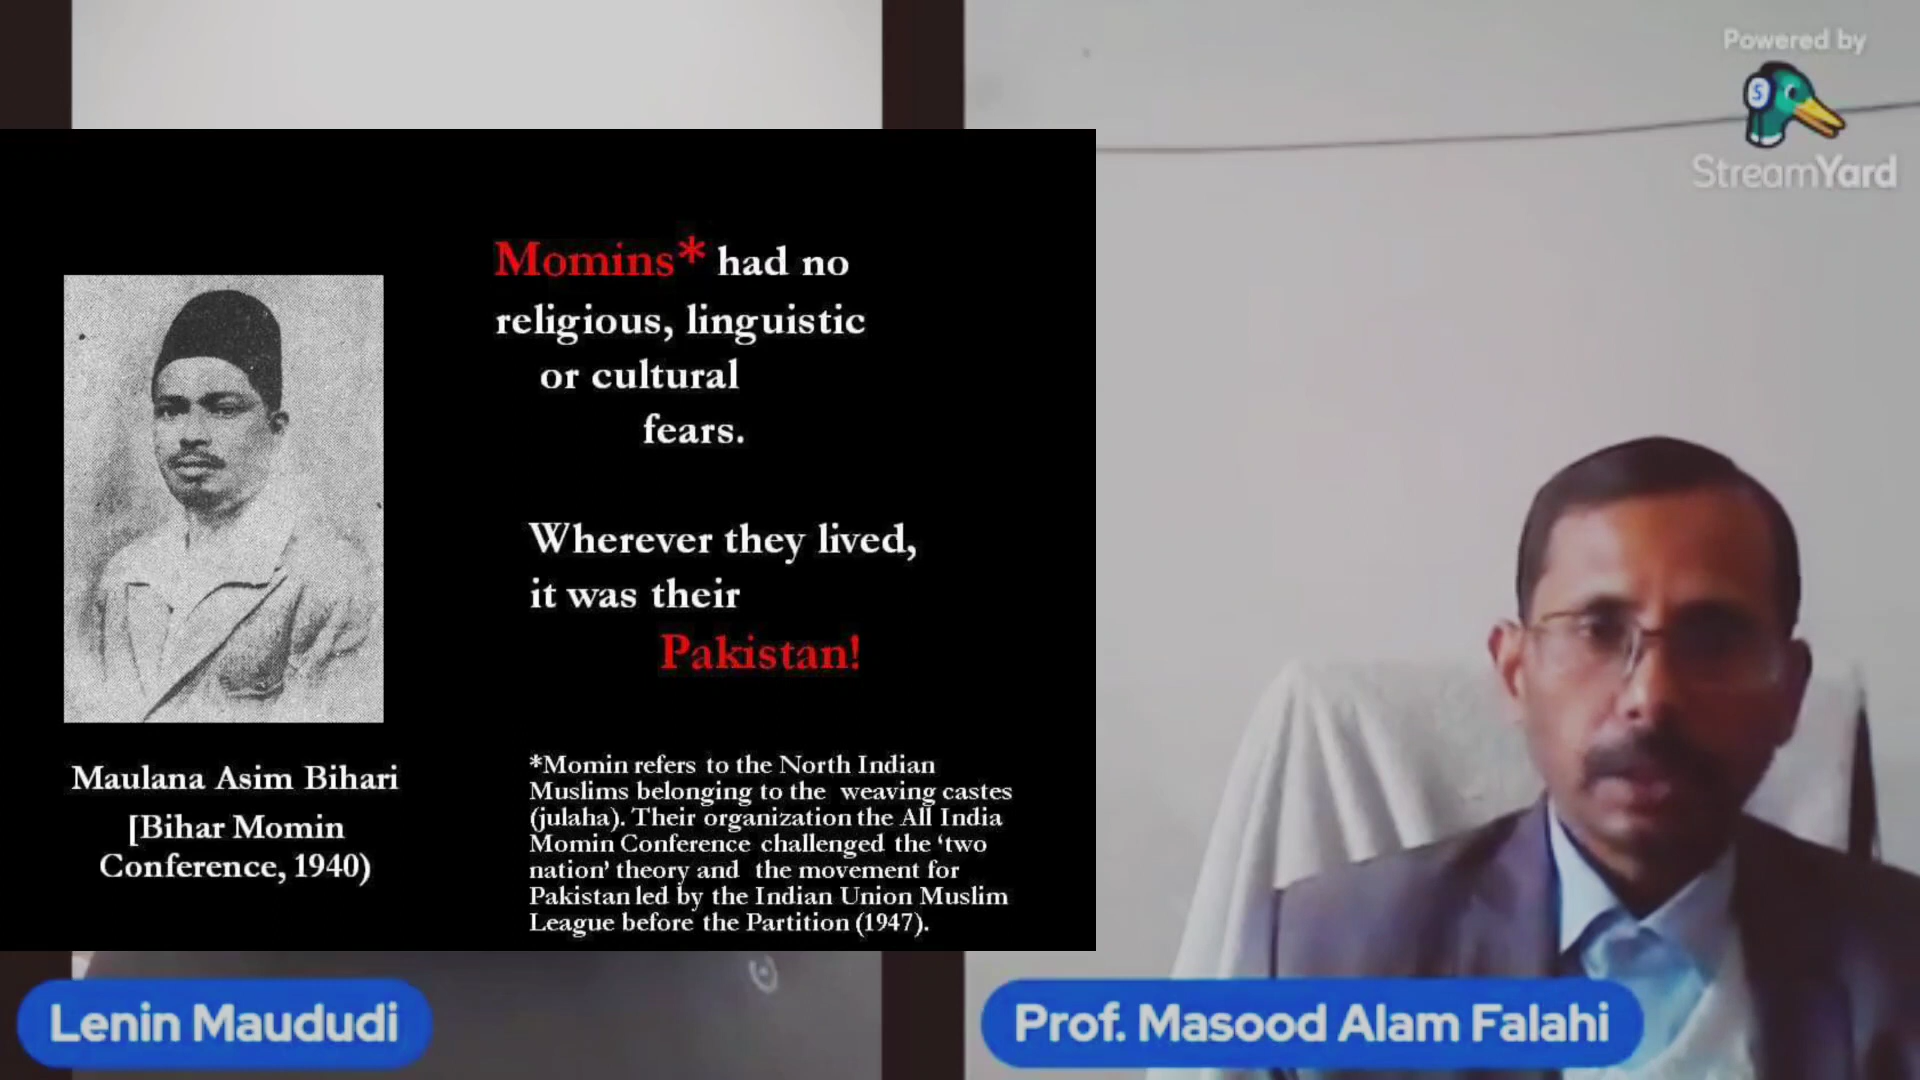 Powered by
StreamYard
Momins* had no
religious, linguistic
or cultural
fears.
Wherever they lived,
it was their
Pakistan!
Maulana Asim Bihari
[Bihar Momin
Conference, 1940)
*Momin refers to the North Indian
Muslims belonging to the weaving castes
(julaha). Their organization the All India
Momin Conference challenged the ‘two
nation’ theory and the movement for
Pakistan led by the Indian Union Muslim
League before the Partition (1947).
Lenin Maududi
Prof. Masood Alam Falahi